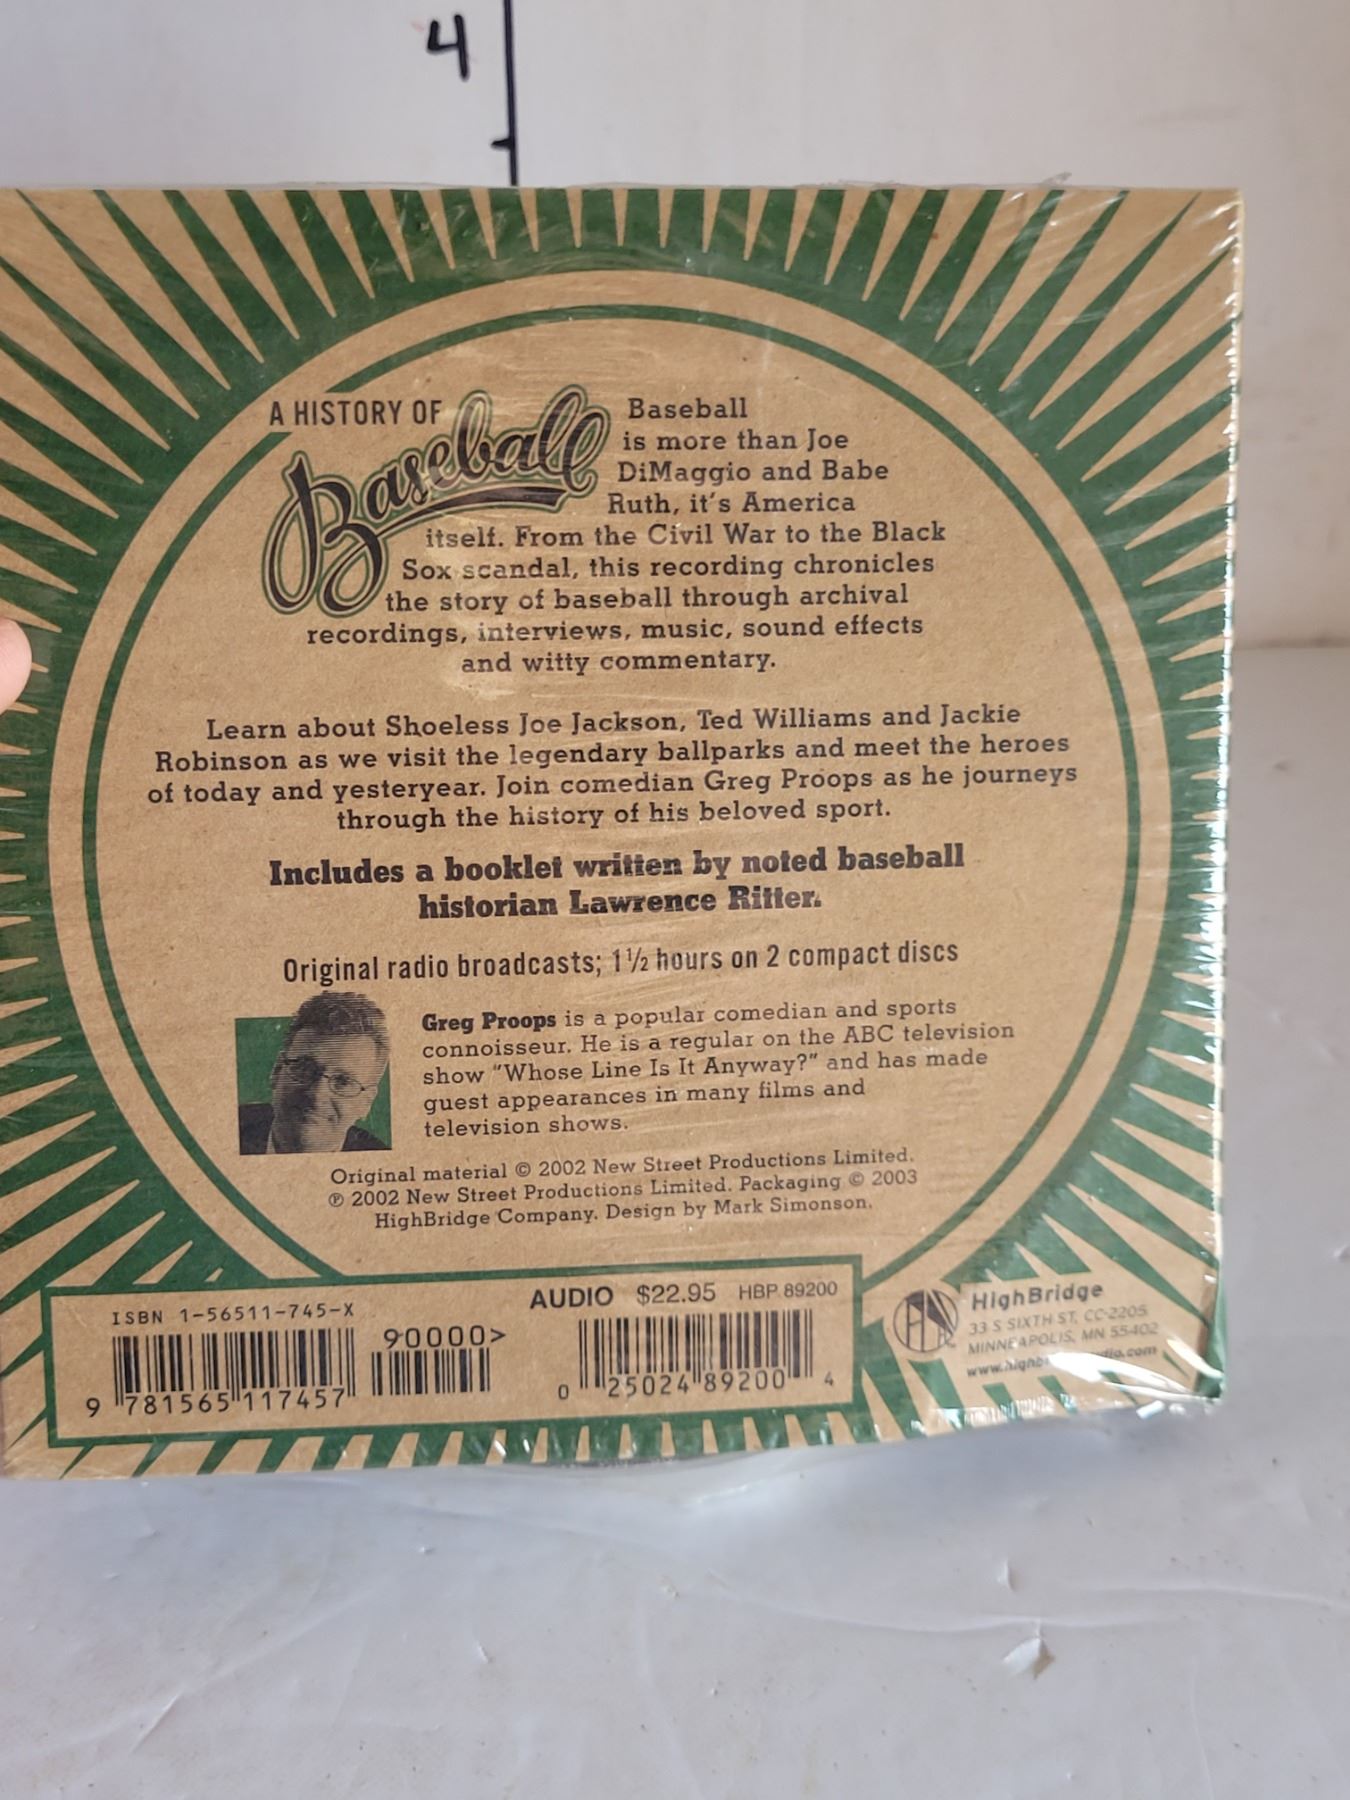 4
A HISTORY OF
Baseball
Baseball
is more than Joe
DiMaggio and Babe
Ruth, it's America
itself. From the Civil War to the Black
Sox scandal, this recording chronicles
the story of baseball through archival
recordings, interviews, music, sound effects
and witty commentary.
Learn about Shoeless Joe Jackson, Ted Williams and Jackie
Robinson as we visit the legendary ballparks and meet the heroes
of today and yesteryear. Join comedian Greg Proops as he journeys
through the history of his beloved sport.
Includes a booklet written by noted baseball
historian Lawrence Ritter.
Original radio broadcasts; 1½ hours on 2 compact discs
Greg Proops is a popular comedian and sports
connoisseur. He is a regular on the ABC television
show "Whose Line Is It Anyway?" and has made
guest appearances in many films and
television shows.
Original material © 2002 New Street Productions Limited.
℗ 2002 New Street Productions Limited. Packaging © 2003
HighBridge Company. Design by Mark Simonson.
ISBN 1-56511-745-X
90000>
9 781565 117457
AUDIO $22.95 HBP 89200
0 25024 89200 4
HighBridge
33 S SIXTH ST, CC-2205
MINNEAPOLIS, MN 55402